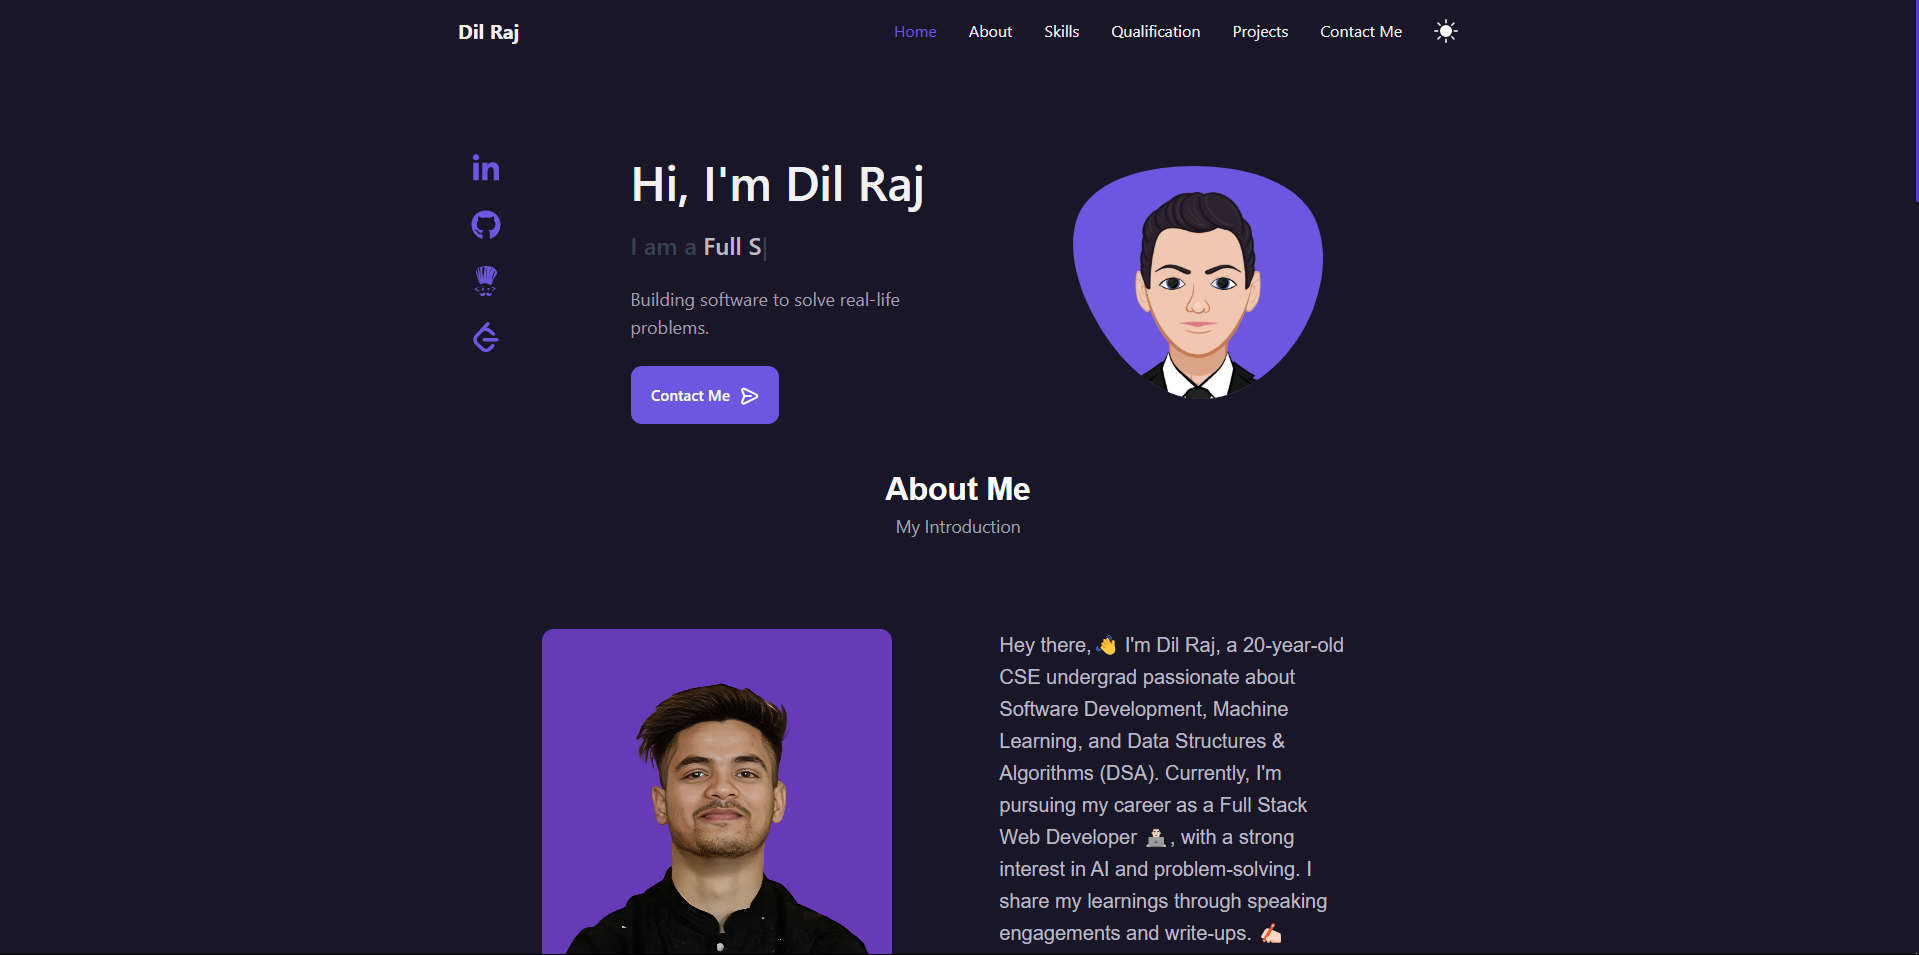 Dil Raj
Home About Skills Qualification Projects Contact Me
in
Hi, I'm Dil Raj
I am a Full S|
Building software to solve real-life
problems.
Contact Me
About Me
My Introduction
Hey there, 👋 I'm Dil Raj, a 20-year-old
CSE undergrad passionate about
Software Development, Machine
Learning, and Data Structures &
Algorithms (DSA). Currently, I'm
pursuing my career as a Full Stack
Web Developer 👨🏻‍💻, with a strong
interest in AI and problem-solving. I
share my learnings through speaking
engagements and write-ups. ✍🏻